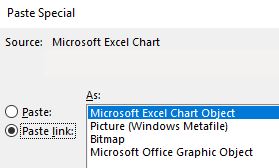 Paste Special
Source: Microsoft Excel Chart
As:
Paste:
Paste link:
Microsoft Excel Chart Object
Picture (Windows Metafile)
Bitmap
Microsoft Office Graphic Object